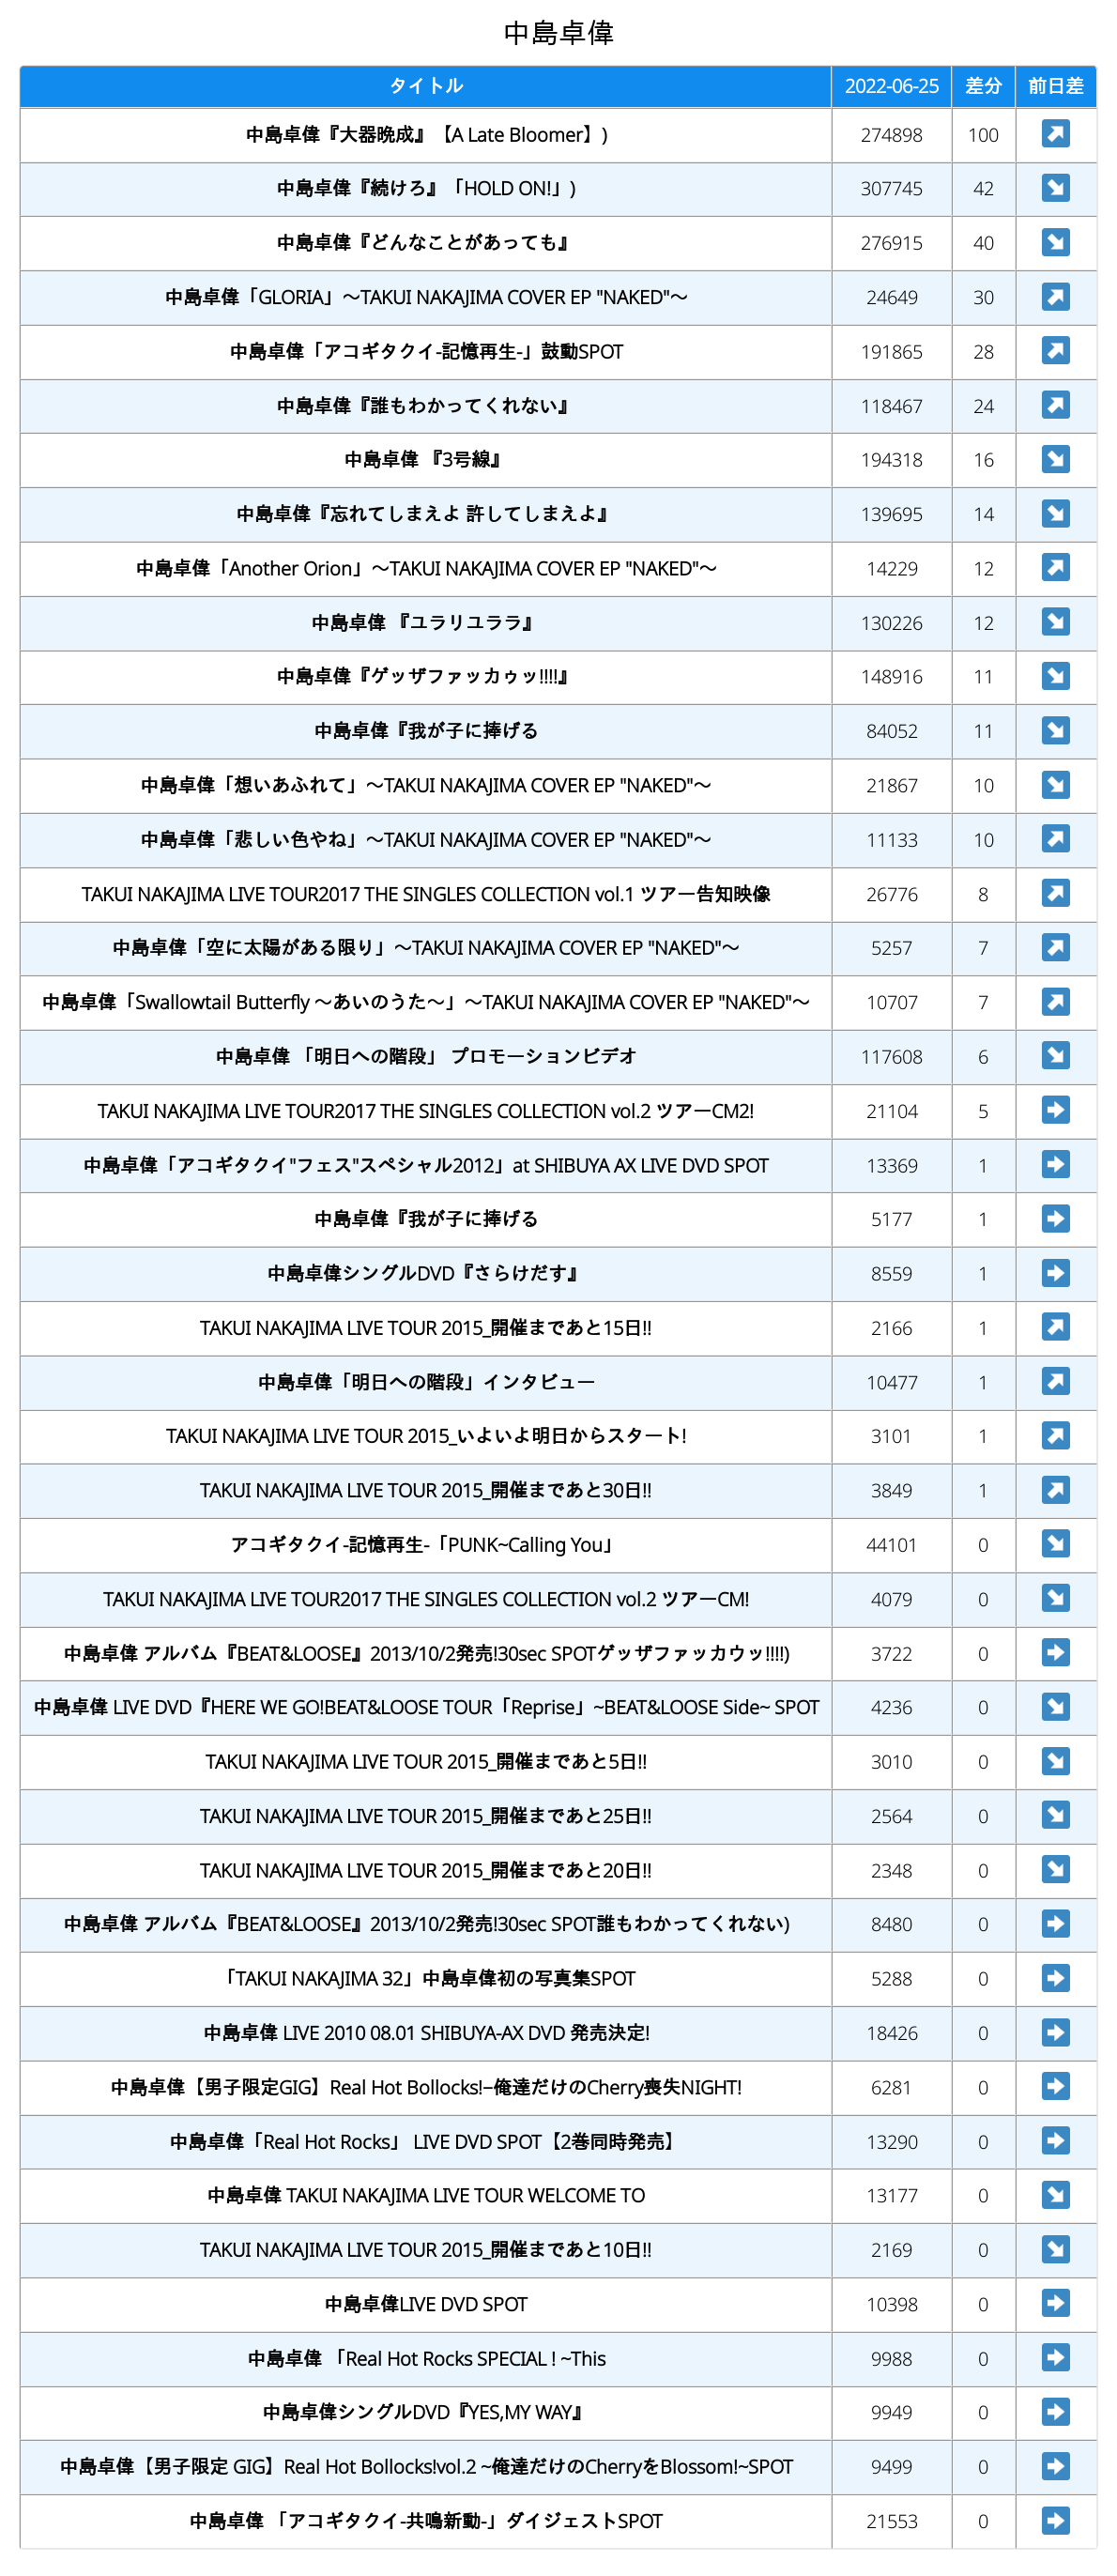 中島卓偉
タイトル 2022-06-25 差分 前日差
中島卓偉『大器晩成』【A Late Bloomer】) 274898 100 ↗
中島卓偉『続けろ』「HOLD ON!」) 307745 42 ↘
中島卓偉『どんなことがあっても』 276915 40 ↘
中島卓偉「GLORIA」〜TAKUI NAKAJIMA COVER EP "NAKED"〜 24649 30 ↗
中島卓偉「アコギタクイ-記憶再生-」鼓動SPOT 191865 28 ↗
中島卓偉『誰もわかってくれない』 118467 24 ↗
中島卓偉 『3号線』 194318 16 ↘
中島卓偉『忘れてしまえよ 許してしまえよ』 139695 14 ↘
中島卓偉「Another Orion」〜TAKUI NAKAJIMA COVER EP "NAKED"〜 14229 12 ↗
中島卓偉 『ユラリユララ』 130226 12 ↘
中島卓偉『ゲッザファッカゥッ!!!!』 148916 11 ↘
中島卓偉『我が子に捧げる 84052 11 ↘
中島卓偉「想いあふれて」〜TAKUI NAKAJIMA COVER EP "NAKED"〜 21867 10 ↘
中島卓偉「悲しい色やね」〜TAKUI NAKAJIMA COVER EP "NAKED"〜 11133 10 ↗
TAKUI NAKAJIMA LIVE TOUR2017 THE SINGLES COLLECTION vol.1 ツアー告知映像 26776 8 ↗
中島卓偉「空に太陽がある限り」〜TAKUI NAKAJIMA COVER EP "NAKED"〜 5257 7 ↗
中島卓偉「Swallowtail Butterfly 〜あいのうた〜」〜TAKUI NAKAJIMA COVER EP "NAKED"〜 10707 7 ↗
中島卓偉 「明日への階段」 プロモーションビデオ 117608 6 ↘
TAKUI NAKAJIMA LIVE TOUR2017 THE SINGLES COLLECTION vol.2 ツアーCM2! 21104 5 ➡
中島卓偉「アコギタクイ"フェス"スペシャル2012」at SHIBUYA AX LIVE DVD SPOT 13369 1 ➡
中島卓偉『我が子に捧げる 5177 1 ➡
中島卓偉シングルDVD『さらけだす』 8559 1 ➡
TAKUI NAKAJIMA LIVE TOUR 2015_開催まであと15日!! 2166 1 ↗
中島卓偉「明日への階段」インタビュー 10477 1 ↗
TAKUI NAKAJIMA LIVE TOUR 2015_いよいよ明日からスタート! 3101 1 ↗
TAKUI NAKAJIMA LIVE TOUR 2015_開催まであと30日!! 3849 1 ↗
アコギタクイ-記憶再生-「PUNK~Calling You」 44101 0 ↘
TAKUI NAKAJIMA LIVE TOUR2017 THE SINGLES COLLECTION vol.2 ツアーCM! 4079 0 ↘
中島卓偉 アルバム『BEAT&LOOSE』2013/10/2発売!30sec SPOTゲッザファッカウッ!!!!) 3722 0 ➡
中島卓偉 LIVE DVD『HERE WE GO!BEAT&LOOSE TOUR「Reprise」~BEAT&LOOSE Side~ SPOT 4236 0 ↘
TAKUI NAKAJIMA LIVE TOUR 2015_開催まであと5日!! 3010 0 ↘
TAKUI NAKAJIMA LIVE TOUR 2015_開催まであと25日!! 2564 0 ↘
TAKUI NAKAJIMA LIVE TOUR 2015_開催まであと20日!! 2348 0 ↘
中島卓偉 アルバム『BEAT&LOOSE』2013/10/2発売!30sec SPOT誰もわかってくれない) 8480 0 ➡
「TAKUI NAKAJIMA 32」中島卓偉初の写真集SPOT 5288 0 ➡
中島卓偉 LIVE 2010 08.01 SHIBUYA-AX DVD 発売決定! 18426 0 ➡
中島卓偉【男子限定GIG】Real Hot Bollocks!−俺達だけのCherry喪失NIGHT! 6281 0 ➡
中島卓偉「Real Hot Rocks」 LIVE DVD SPOT【2巻同時発売】 13290 0 ➡
中島卓偉 TAKUI NAKAJIMA LIVE TOUR WELCOME TO 13177 0 ↘
TAKUI NAKAJIMA LIVE TOUR 2015_開催まであと10日!! 2169 0 ↘
中島卓偉LIVE DVD SPOT 10398 0 ➡
中島卓偉 「Real Hot Rocks SPECIAL ! ~This 9988 0 ➡
中島卓偉シングルDVD『YES,MY WAY』 9949 0 ➡
中島卓偉【男子限定 GIG】Real Hot Bollocks!vol.2 ~俺達だけのCherryをBlossom!~SPOT 9499 0 ➡
中島卓偉 「アコギタクイ-共鳴新動-」ダイジェストSPOT 21553 0 ➡